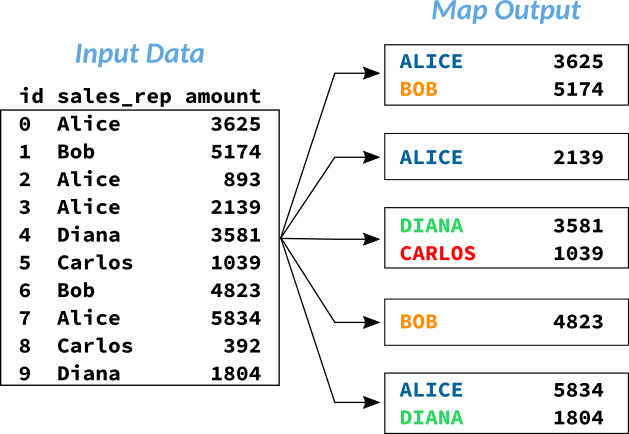 Input Data
id sales_rep amount
0 Alice 3625
1 Bob 5174
2 Alice 893
3 Alice 2139
4 Diana 3581
5 Carlos 1039
6 Bob 4823
7 Alice 5834
8 Carlos 392
9 Diana 1804
Map Output
ALICE 3625
BOB 5174
ALICE 2139
DIANA 3581
CARLOS 1039
BOB 4823
ALICE 5834
DIANA 1804